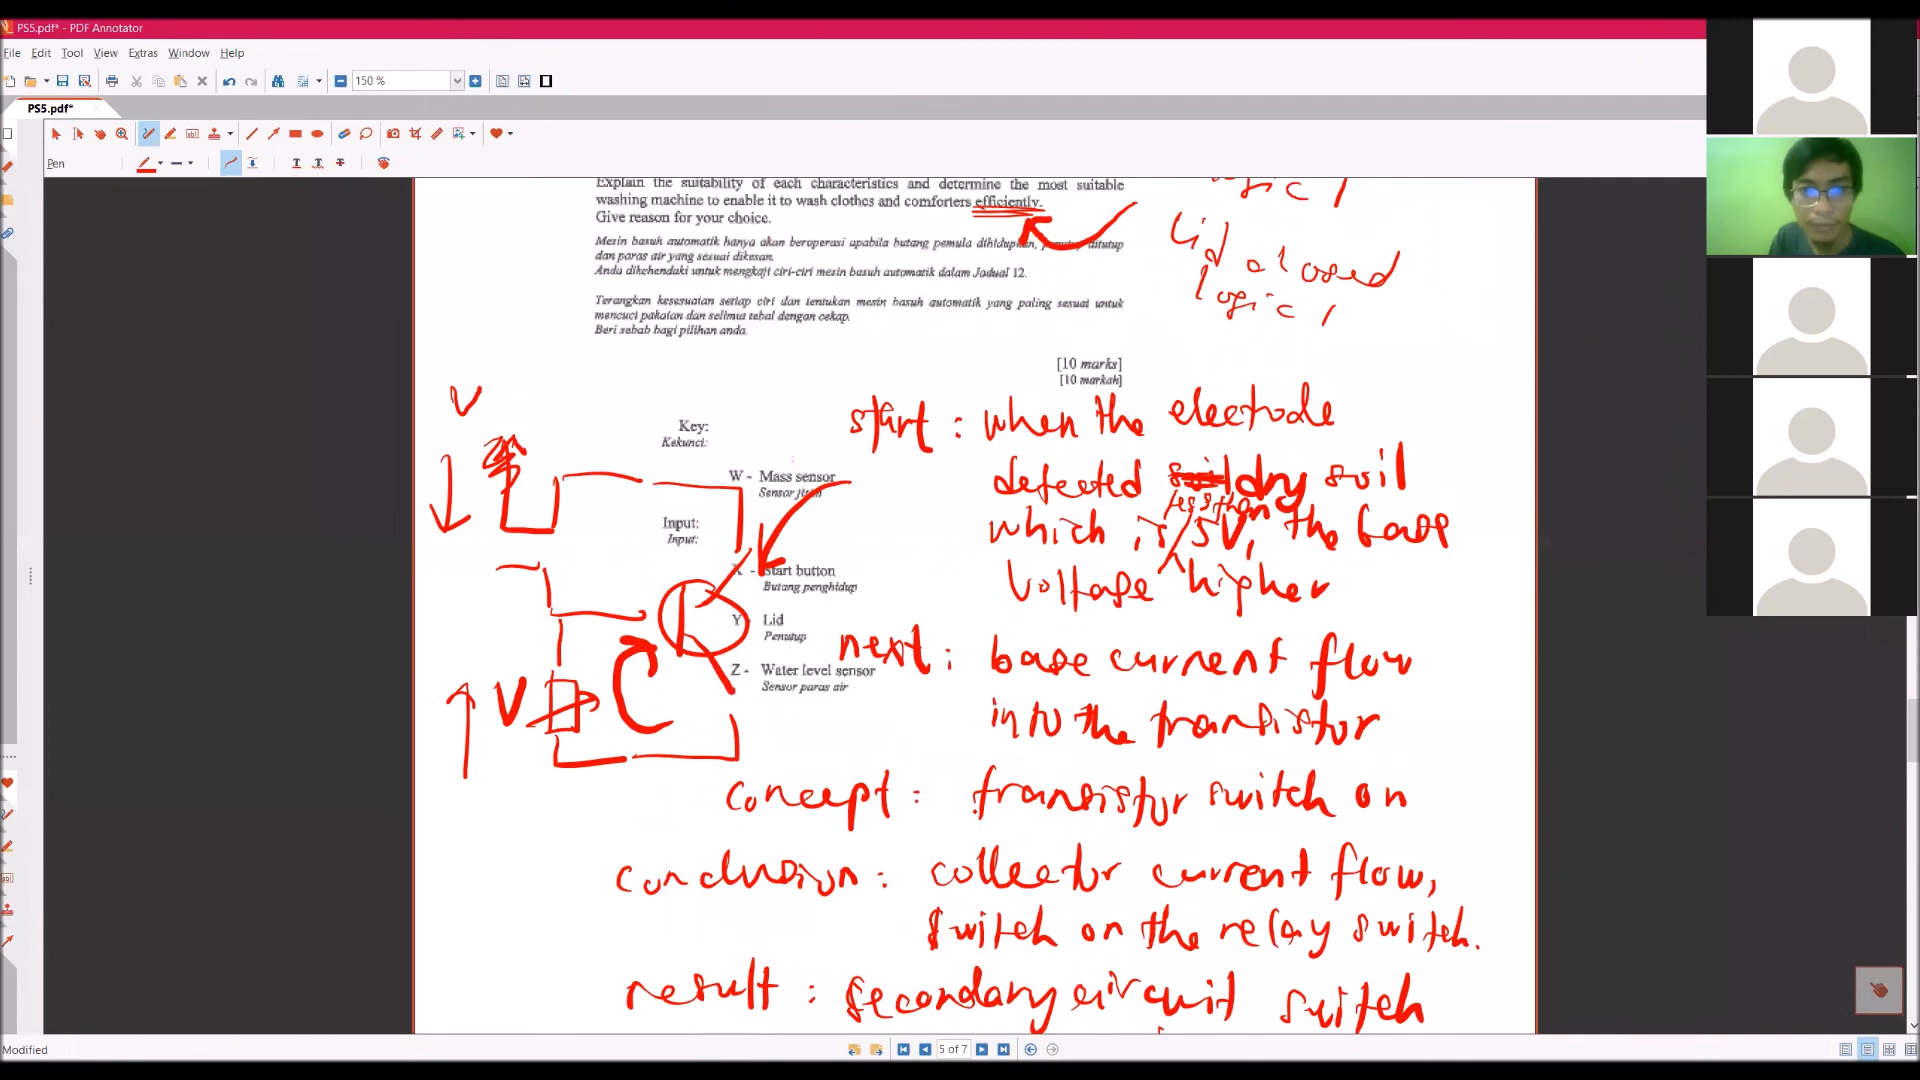 PS5.pdf* - PDF Annotator
File Edit Tool View Extras Window Help
150 %
PS5.pdf*
Pen
Explain the suitability of each characteristics and determine the most suitable
washing machine to enable it to wash clothes and comforters efficiently.
Give reason for your choice.
Mesin basuh automatik hanya akan beroperasi apabila butang pemula dihidupkan, ditutup
dan paras air yang sesuai dikesan.
Anda dikehendaki untuk mengkaji ciri-ciri mesin basuh automatik dalam Jadual 12.
Terangkan kesesuaian setiap ciri dan tentukan mesin basuh automatik yang paling sesuai untuk
mencuci pakaian dan selimut tebal dengan cekap.
Beri sebab bagi pilihan anda.
[10 marks]
[10 markah]
Lid closed
logic 1
Key:
Kekunci:
W - Mass sensor
Sensor jisim
Input:
Input:
X - Start button
Butang penghidup
Y - Lid
Penutup
Z - Water level sensor
Sensor paras air
V
V
start : when the electode
detected dry soil
less than
which is 5V, the base
voltage higher
next : base current flow
into the transistor
concept : transistor switch on
conclusion : collector current flow,
switch on the relay switch.
result : secondary circuit switch
Modified
5 of 7